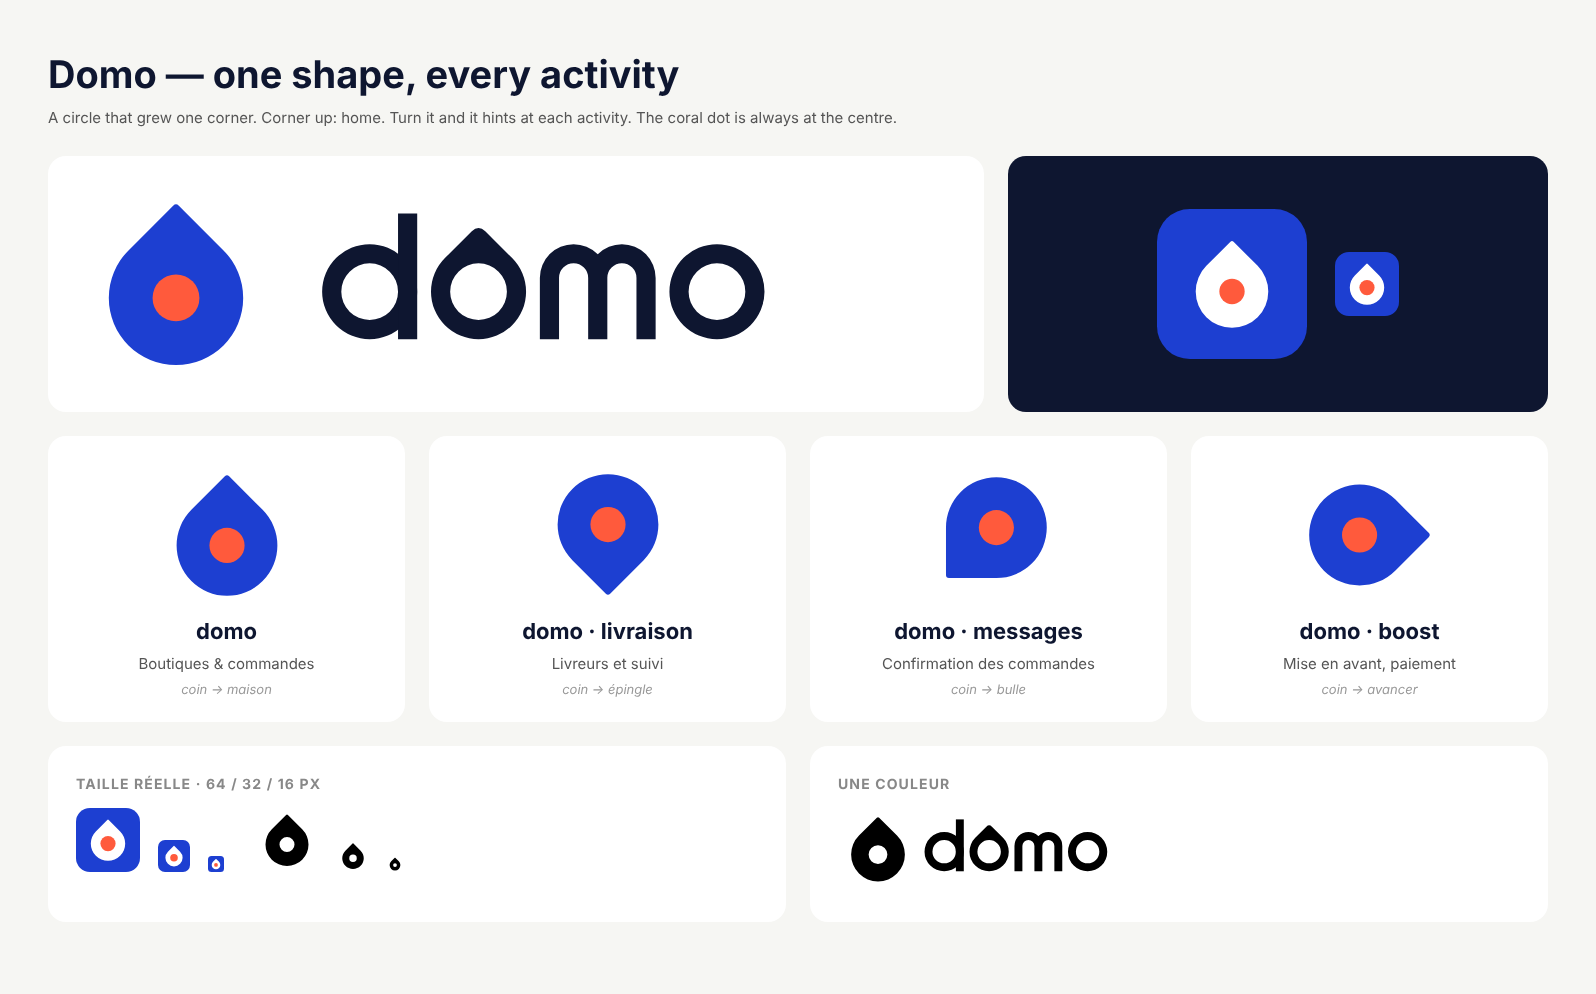 Domo — one shape, every activity
A circle that grew one corner. Corner up: home. Turn it and it hints at each activity. The coral dot is always at the centre.
domo
domo
Boutiques & commandes
coin → maison
domo · livraison
Livreurs et suivi
coin → épingle
domo · messages
Confirmation des commandes
coin → bulle
domo · boost
Mise en avant, paiement
coin → avancer
TAILLE RÉELLE · 64 / 32 / 16 PX
UNE COULEUR
domo